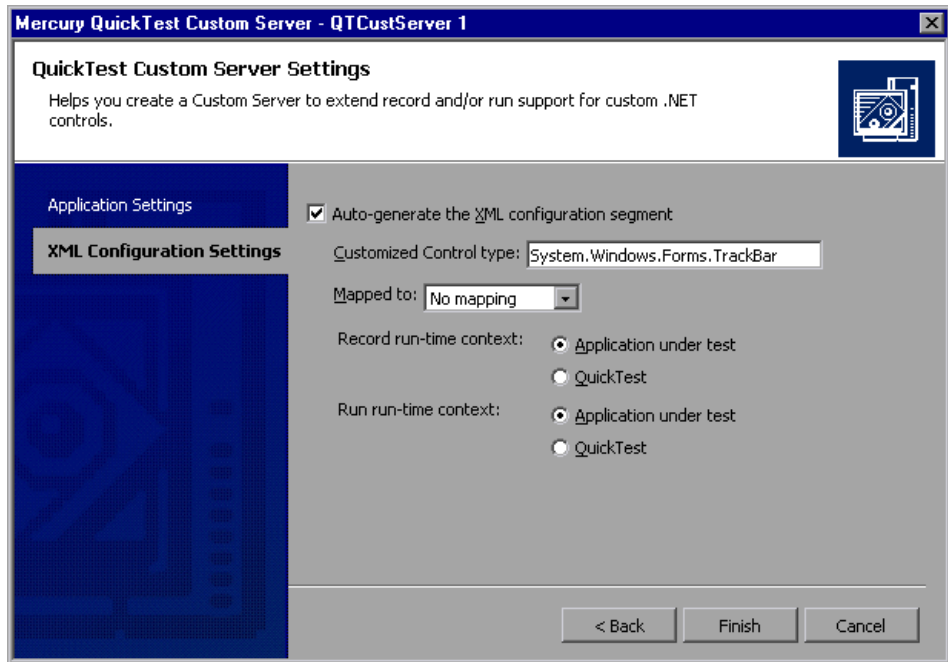 Mercury QuickTest Custom Server - QTCustServer 1
QuickTest Custom Server Settings
Helps you create a Custom Server to extend record and/or run support for custom .NET
controls.
Application Settings
XML Configuration Settings
Auto-generate the XML configuration segment
Customized Control type: System.Windows.Forms.TrackBar
Mapped to: No mapping
Record run-time context: Application under test
QuickTest
Run run-time context: Application under test
QuickTest
< Back Finish Cancel